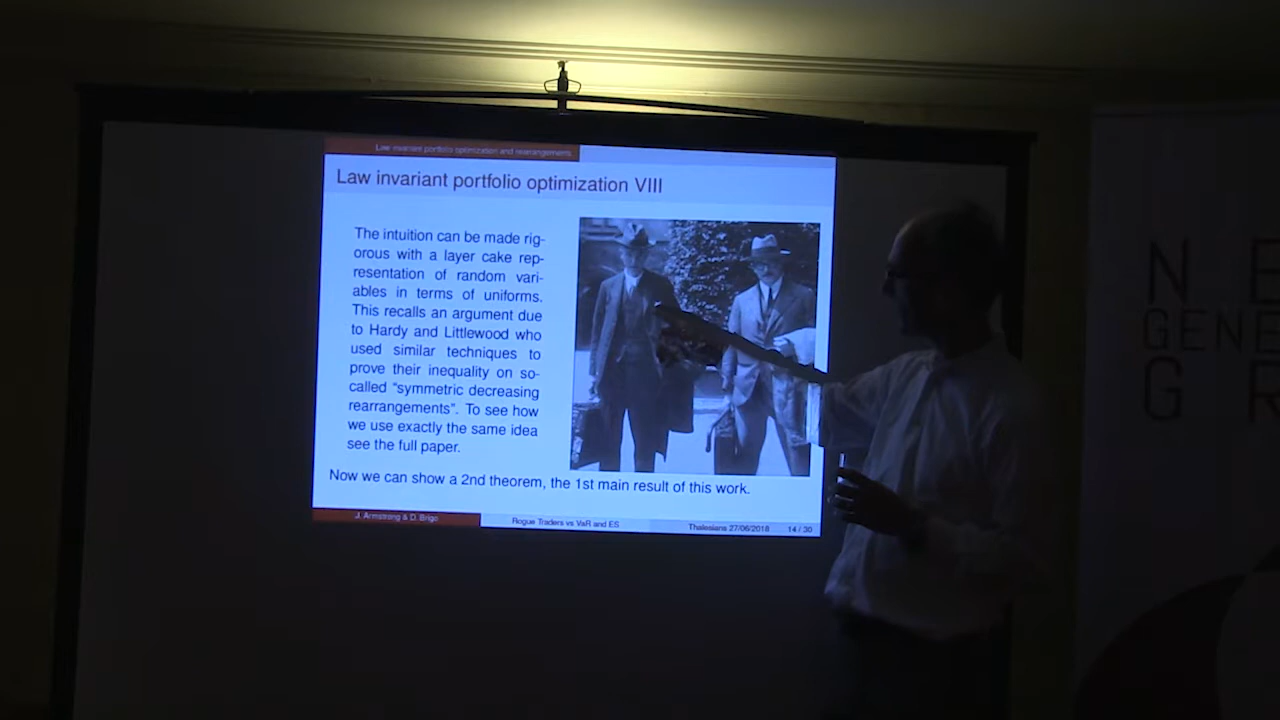 Law invariant portfolio optimization and rearrangements
Law invariant portfolio optimization VIII
The intuition can be made rig-
orous with a layer cake rep-
resentation of random vari-
ables in terms of uniforms.
This recalls an argument due
to Hardy and Littlewood who
used similar techniques to
prove their inequality on so-
called "symmetric decreasing
rearrangements". To see how
we use exactly the same idea
see the full paper.
Now we can show a 2nd theorem, the 1st main result of this work.
J. Armstrong & D. Brigo
Rogue Traders vs VaR and ES
Thalesians 27/06/2018
14 / 30
N E
GENE
G R